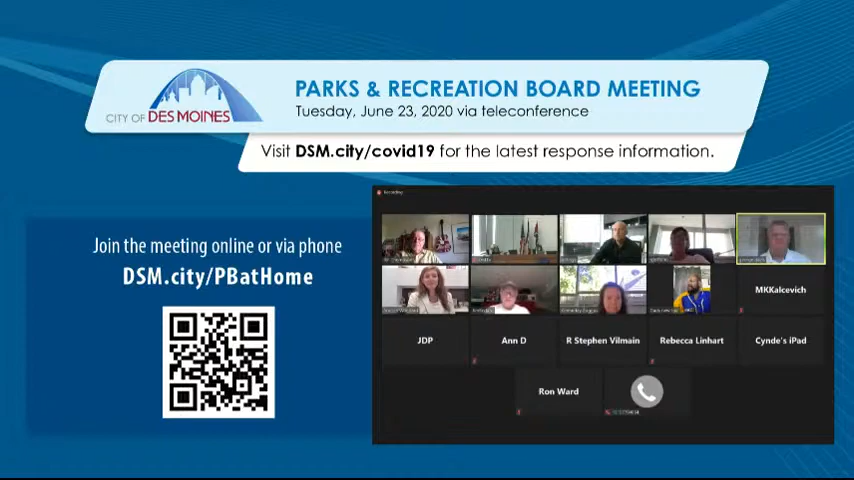 CITY OF DES MOINES
PARKS & RECREATION BOARD MEETING
Tuesday, June 23, 2020 via teleconference
Visit DSM.city/covid19 for the latest response information.
Join the meeting online or via phone
DSM.city/PBatHome
Recording
MKKalcevich
JDP
Ann D
R Stephen Vilmain
Rebecca Linhart
Cynde's iPad
Ron Ward